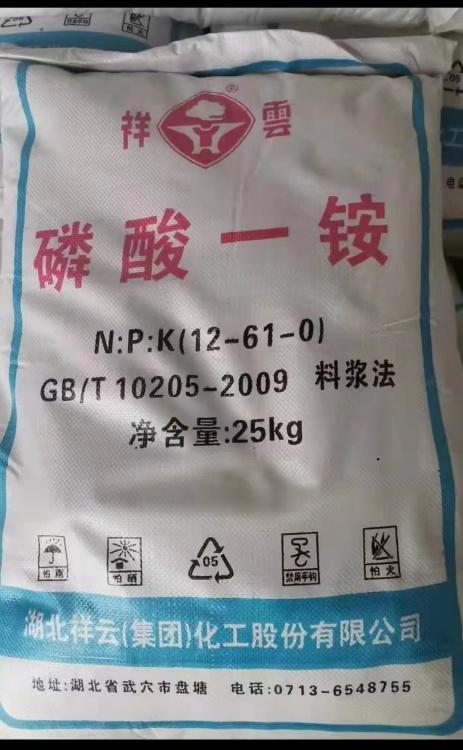 祥 ® 雲
磷酸一铵
N:P:K(12-61-0)
GB/T 10205-2009 料浆法
净含量:25kg
怕雨 怕晒 05 禁用手钩 怕火
湖北祥云(集团)化工股份有限公司
地址:湖北省武穴市盘塘 电话:0713-6548755